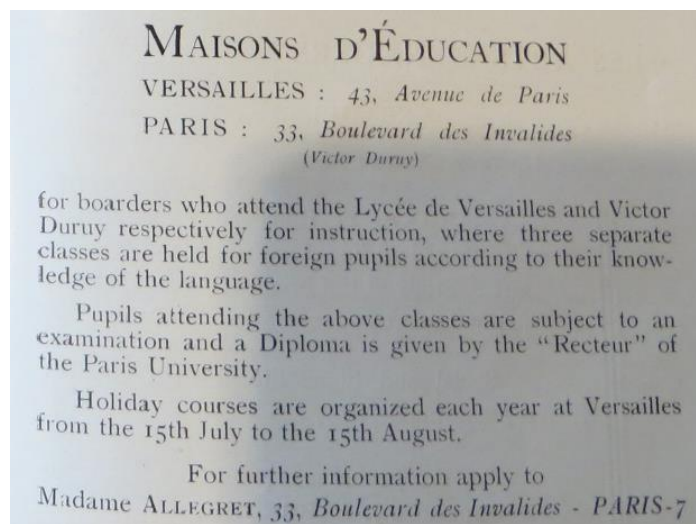 MAISONS D'ÉDUCATION
VERSAILLES : 43, Avenue de Paris
PARIS : 33, Boulevard des Invalides
(Victor Duruy)
for boarders who attend the Lycée de Versailles and Victor
Duruy respectively for instruction, where three separate
classes are held for foreign pupils according to their know-
ledge of the language.
Pupils attending the above classes are subject to an
examination and a Diploma is given by the "Recteur" of
the Paris University.
Holiday courses are organized each year at Versailles
from the 15th July to the 15th August.
For further information apply to
Madame ALLEGRET, 33, Boulevard des Invalides - PARIS-7